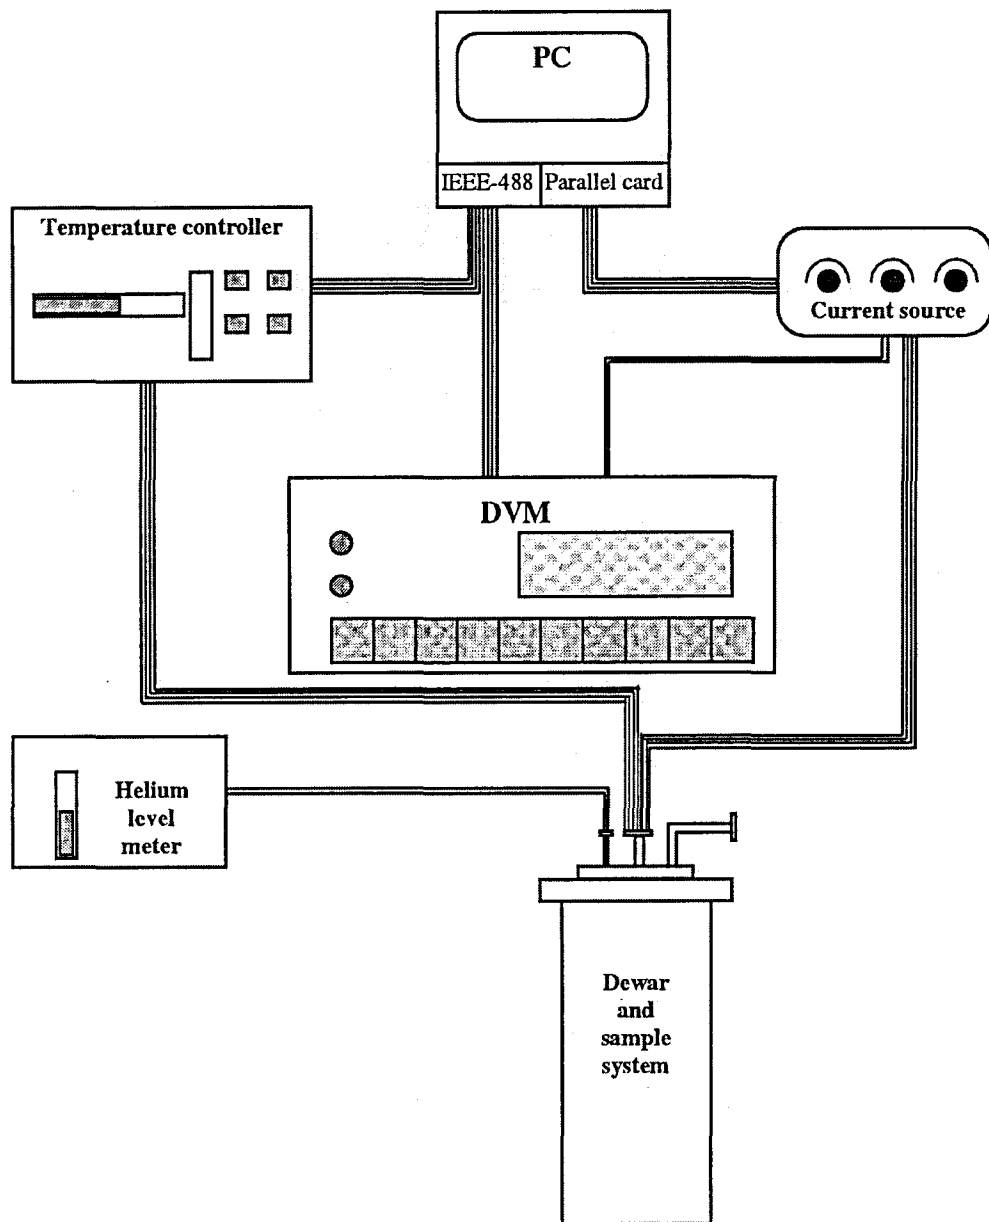 PC
IEEE-488 Parallel card
Temperature controller
Current source
DVM
Helium
level
meter
Dewar
and
sample
system